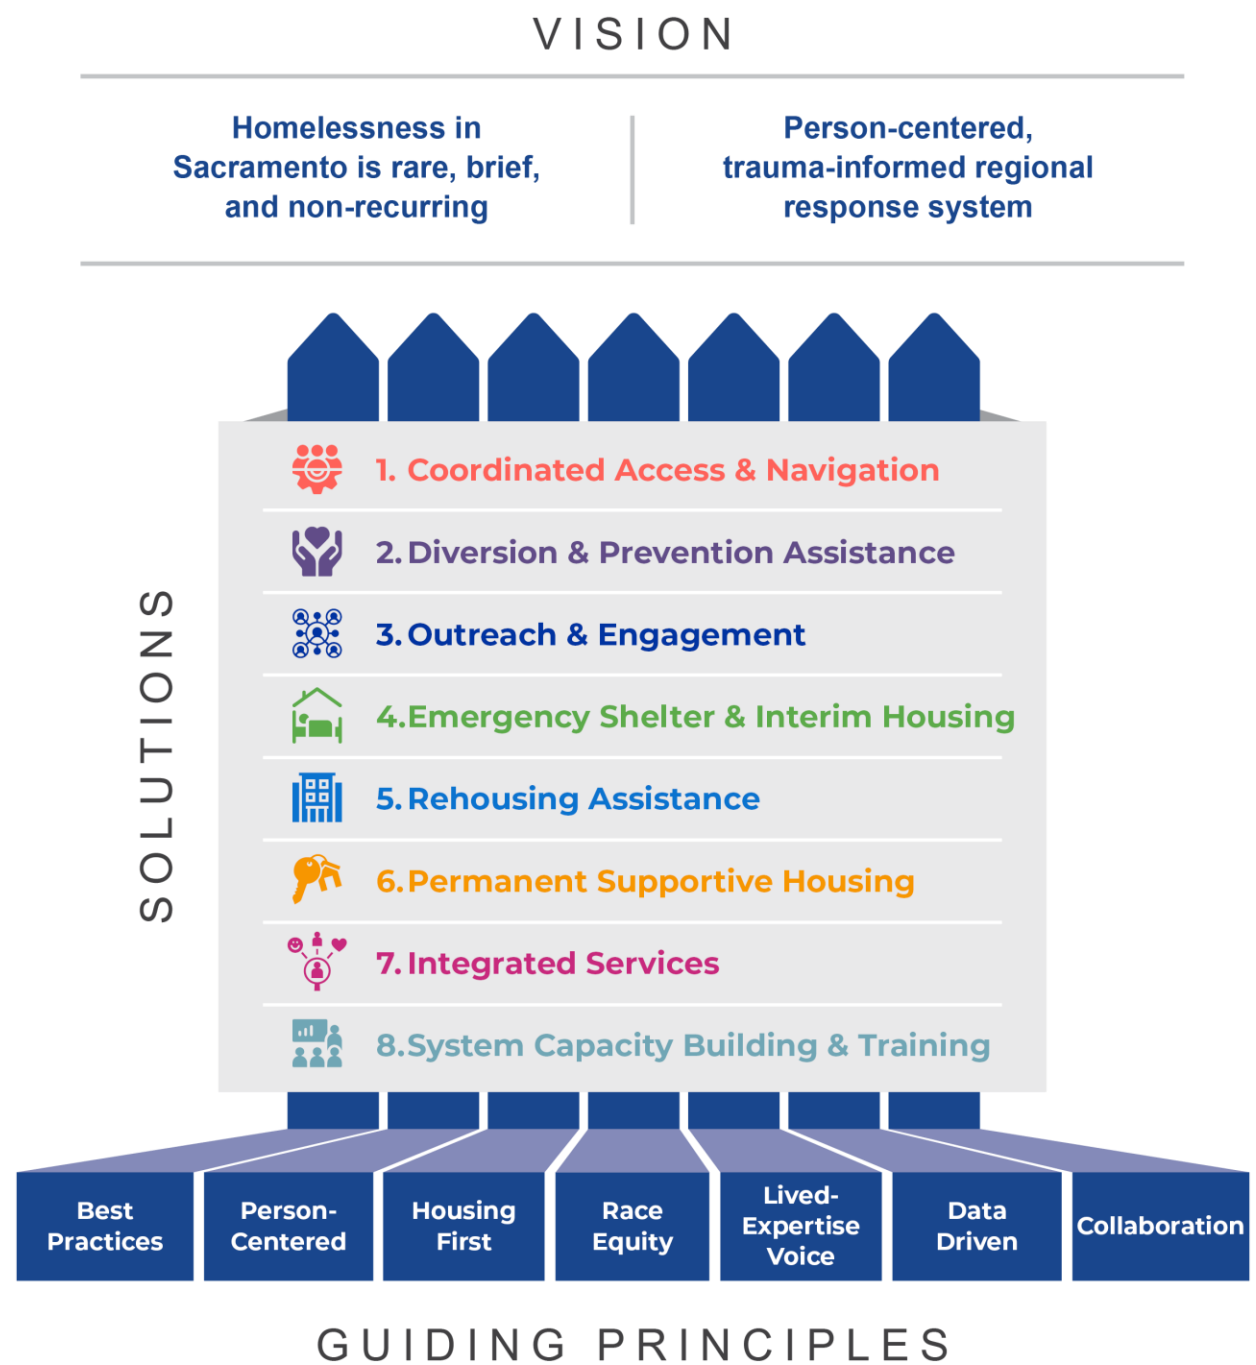 VISION
Homelessness in
Sacramento is rare, brief,
and non-recurring
Person-centered,
trauma-informed regional
response system
SOLUTIONS
1. Coordinated Access & Navigation
2. Diversion & Prevention Assistance
3. Outreach & Engagement
4. Emergency Shelter & Interim Housing
5. Rehousing Assistance
6. Permanent Supportive Housing
7. Integrated Services
8. System Capacity Building & Training
Best
Practices
Person-
Centered
Housing
First
Race
Equity
Lived-
Expertise
Voice
Data
Driven
Collaboration
GUIDING PRINCIPLES